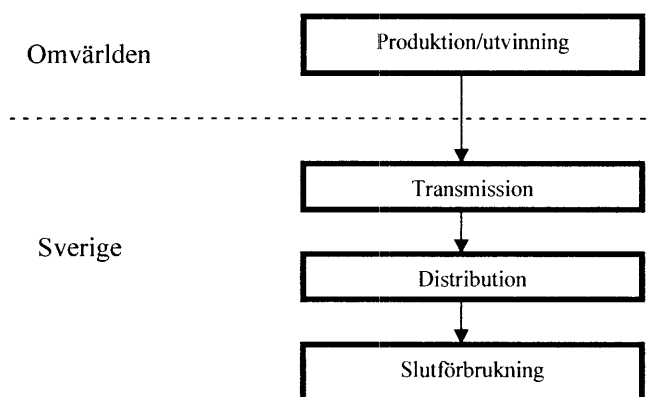 Produktion/utvinning
Omvärlden
Transmission
Sverige
Distribution
Slutförbrukning